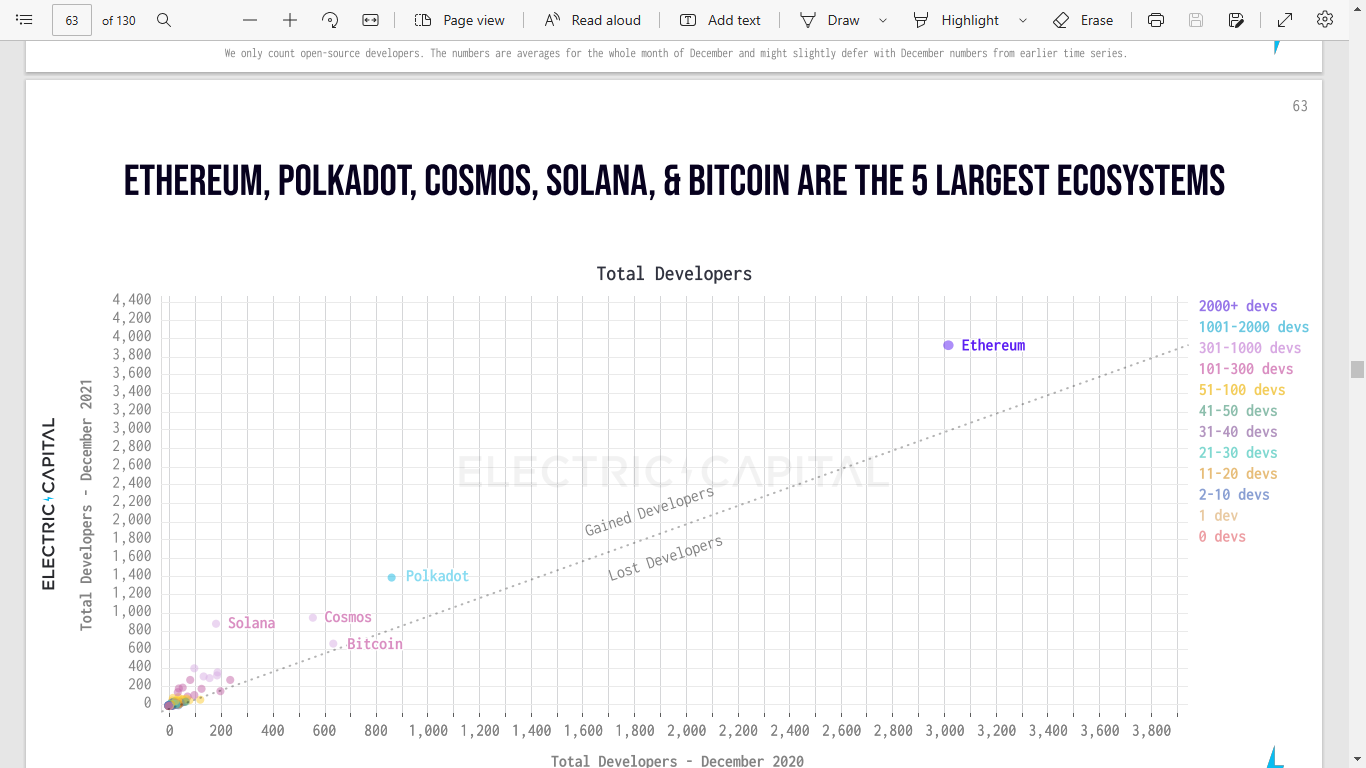 63 of 130 Page view Read aloud Add text Draw Highlight Erase
We only count open-source developers. The numbers are averages for the whole month of December and might slightly defer with December numbers from earlier time series.
63
ETHEREUM, POLKADOT, COSMOS, SOLANA, & BITCOIN ARE THE 5 LARGEST ECOSYSTEMS
Total Developers
4,400
4,200
4,000
3,800
3,600
3,400
3,200
3,000
2,800
2,600
2,400
2,200
2,000
1,800
1,600
1,400
1,200
1,000
800
600
400
200
0
Total Developers - December 2021
ELECTRIC CAPITAL
Ethereum
ELECTRIC CAPITAL
Gained Developers
Lost Developers
Polkadot
Cosmos
Solana
Bitcoin
2000+ devs
1001-2000 devs
301-1000 devs
101-300 devs
51-100 devs
41-50 devs
31-40 devs
21-30 devs
11-20 devs
2-10 devs
1 dev
0 devs
0 200 400 600 800 1,000 1,200 1,400 1,600 1,800 2,000 2,200 2,400 2,600 2,800 3,000 3,200 3,400 3,600 3,800
Total Developers - December 2020